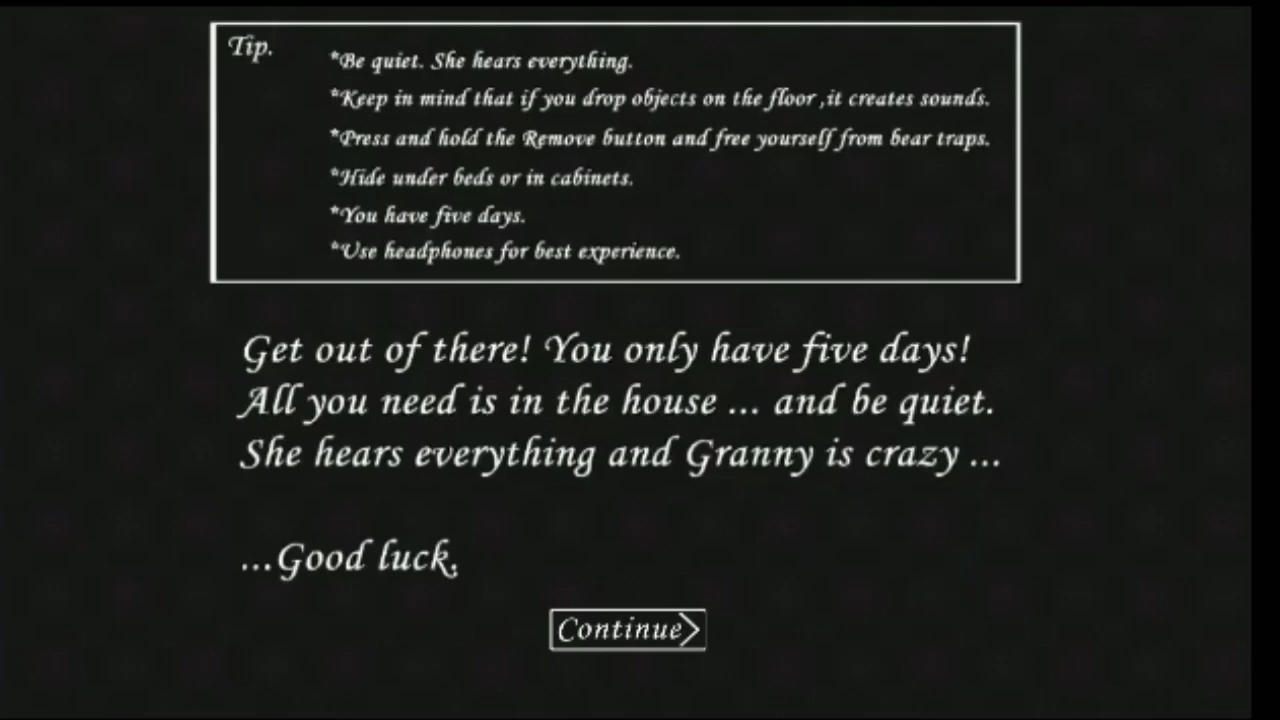 Tip.
*Be quiet. She hears everything.
*Keep in mind that if you drop objects on the floor ,it creates sounds.
*Press and hold the Remove button and free yourself from bear traps.
*Hide under beds or in cabinets.
*You have five days.
*Use headphones for best experience.
Get out of there! You only have five days!
All you need is in the house ... and be quiet.
She hears everything and Granny is crazy ...
...Good luck.
Continue